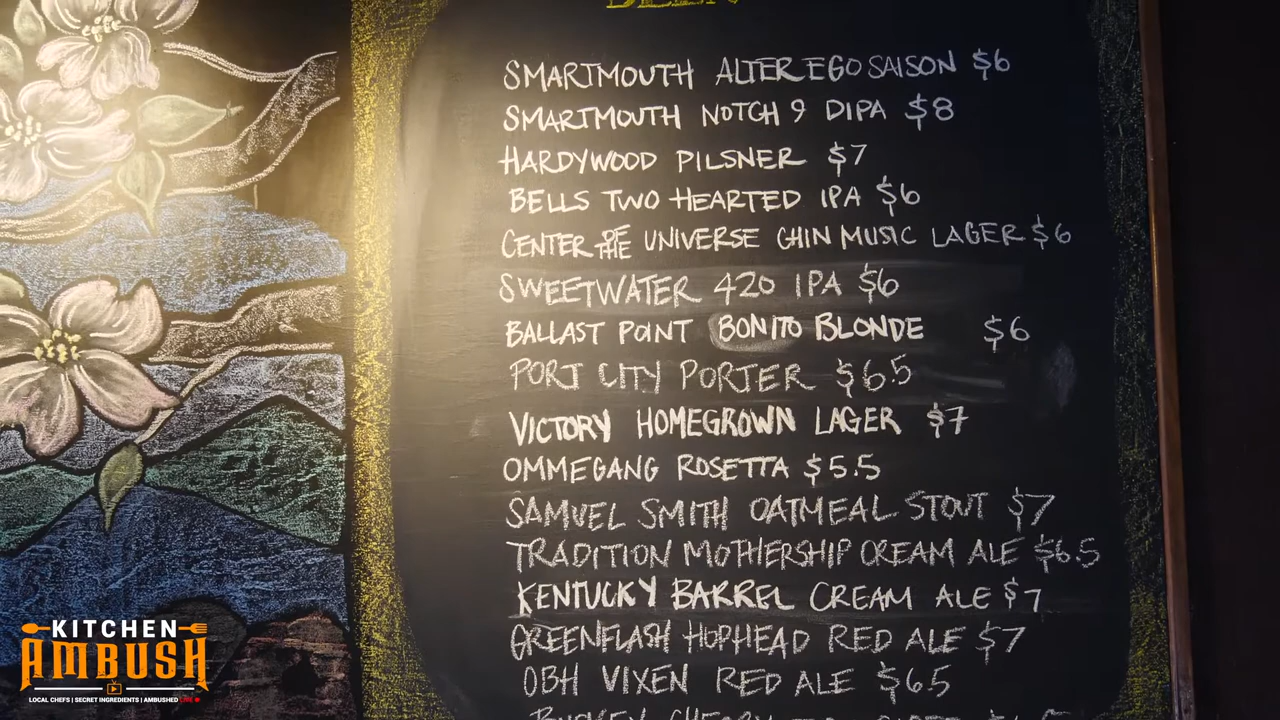 BEER
SMARTMOUTH ALTER EGO SAISON $6
SMARTMOUTH NOTCH 9 DIPA $8
HARDYWOOD PILSNER $7
BELLS TWO HEARTED IPA $6
CENTER OF THE UNIVERSE CHIN MUSIC LAGER $6
SWEETWATER 420 IPA $6
BALLAST POINT BONITO BLONDE $6
PORT CITY PORTER $6.5
VICTORY HOMEGROWN LAGER $7
OMMEGANG ROSETTA $5.5
SAMUEL SMITH OATMEAL STOUT $7
TRADITION MOTHERSHIP CREAM ALE $6.5
KENTUCKY BARREL CREAM ALE $7
GREENFLASH HOPHEAD RED ALE $7
OBH VIXEN RED ALE $6.5
KITCHEN
AMBUSH
LOCAL CHEFS | SECRET INGREDIENTS | AMBUSHED LIVE